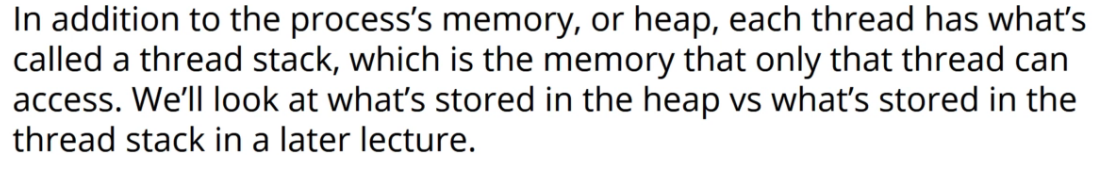 In addition to the process’s memory, or heap, each thread has what’s
called a thread stack, which is the memory that only that thread can
access. We’ll look at what’s stored in the heap vs what’s stored in the
thread stack in a later lecture.